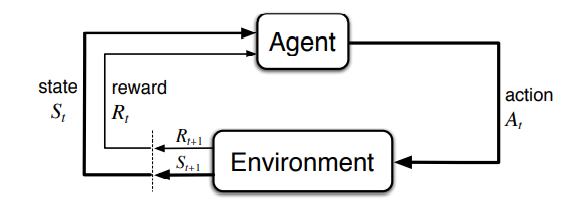 Agent
state
S_t
reward
R_t
action
A_t
R_{t+1}
S_{t+1}
Environment